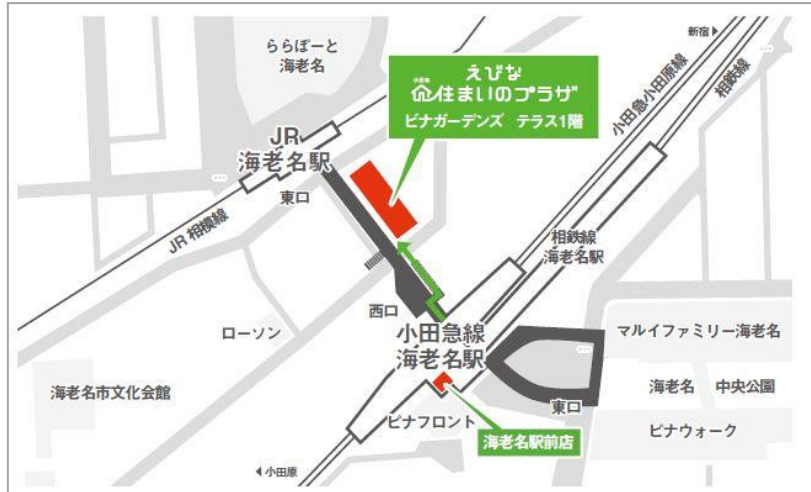 ららぽーと
海老名
小田急
えびな
住まいのプラザ
ビナガーデンズ テラス1階
新宿
小田急小田原線
相鉄線
JR
海老名駅
東口
JR 相模線
相鉄線
海老名駅
西口
ローソン
小田急線
海老名駅
マルイファミリー海老名
海老名市文化会館
海老名 中央公園
東口
ビナフロント
海老名駅前店
ビナウォーク
小田原